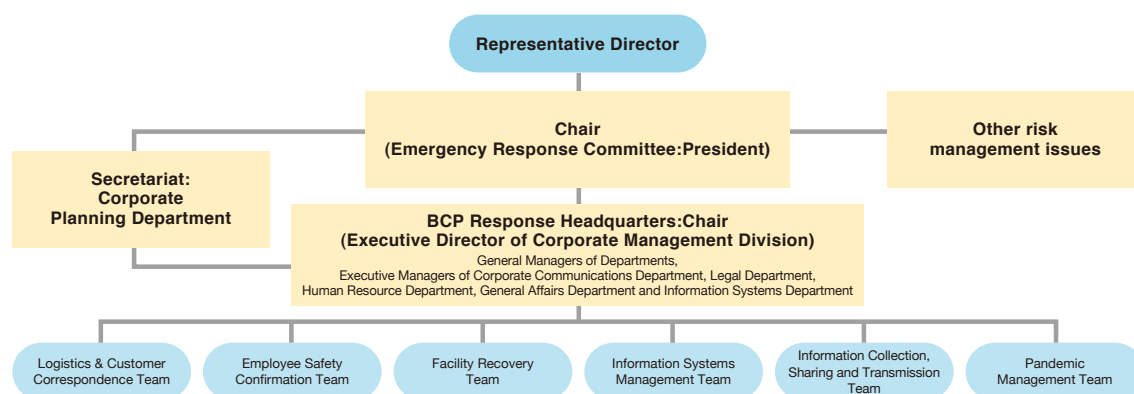 Representative Director
Chair
(Emergency Response Committee:President)
Other risk
management issues
Secretariat:
Corporate
Planning Department
BCP Response Headquarters:Chair
(Executive Director of Corporate Management Division)
General Managers of Departments,
Executive Managers of Corporate Communications Department, Legal Department,
Human Resource Department, General Affairs Department and Information Systems Department
Logistics & Customer
Correspondence Team
Employee Safety
Confirmation Team
Facility Recovery
Team
Information Systems
Management Team
Information Collection,
Sharing and Transmission
Team
Pandemic
Management Team